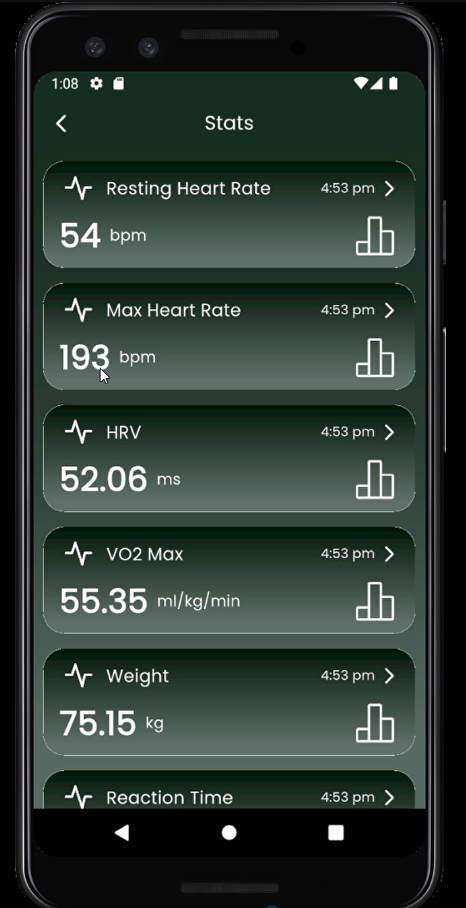 1:08
Stats
Resting Heart Rate 4:53 pm
54 bpm
Max Heart Rate 4:53 pm
193 bpm
HRV 4:53 pm
52.06 ms
VO2 Max 4:53 pm
55.35 ml/kg/min
Weight 4:53 pm
75.15 kg
Reaction Time 4:53 pm